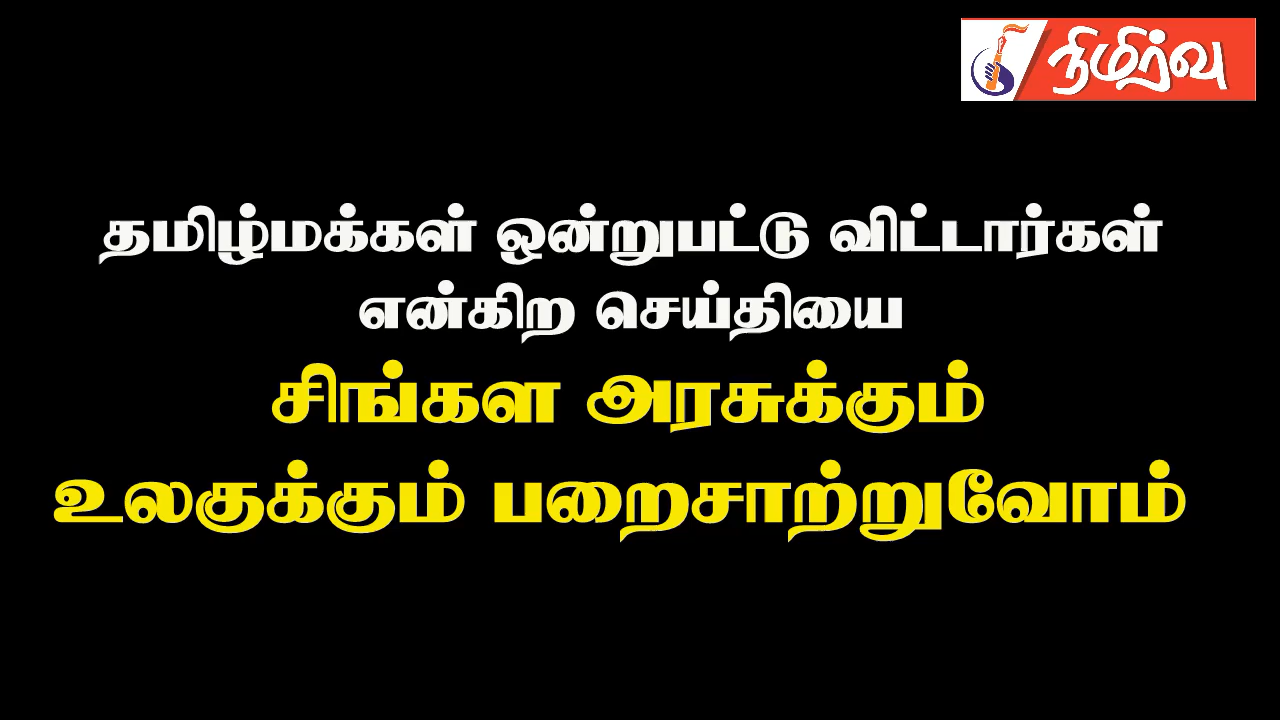 நிமிர்வு
தமிழ்மக்கள் ஒன்றுபட்டு விட்டார்கள்
என்கிற செய்தியை
சிங்கள அரசுக்கும்
உலகுக்கும் பறைசாற்றுவோம்